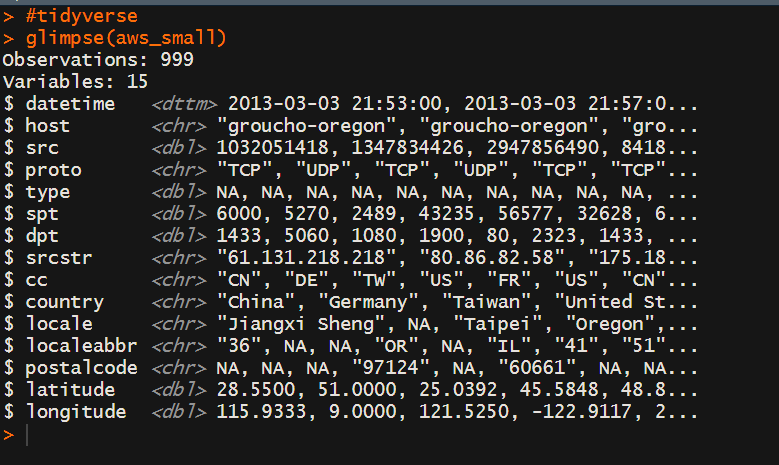 > #tidyverse
> glimpse(aws_small)
Observations: 999
Variables: 15
$ datetime   <dttm> 2013-03-03 21:53:00, 2013-03-03 21:57:0...
$ host       <chr> "groucho-oregon", "groucho-oregon", "gro...
$ src        <dbl> 1032051418, 1347834426, 2947856490, 8418...
$ proto      <chr> "TCP", "UDP", "TCP", "UDP", "TCP", "TCP"...
$ type       <dbl> NA, NA, NA, NA, NA, NA, NA, NA, NA, NA, ...
$ spt        <dbl> 6000, 5270, 2489, 43235, 56577, 32628, 6...
$ dpt        <dbl> 1433, 5060, 1080, 1900, 80, 2323, 1433, ...
$ srcstr     <chr> "61.131.218.218", "80.86.82.58", "175.18...
$ cc         <chr> "CN", "DE", "TW", "US", "FR", "US", "CN"...
$ country    <chr> "China", "Germany", "Taiwan", "United St...
$ locale     <chr> "Jiangxi Sheng", NA, "Taipei", "Oregon",...
$ localeabbr <chr> "36", NA, NA, "OR", NA, "IL", "41", "51"...
$ postalcode <chr> NA, NA, NA, "97124", NA, "60661", NA, NA...
$ latitude   <dbl> 28.5500, 51.0000, 25.0392, 45.5848, 48.8...
$ longitude  <dbl> 115.9333, 9.0000, 121.5250, -122.9117, 2...
>